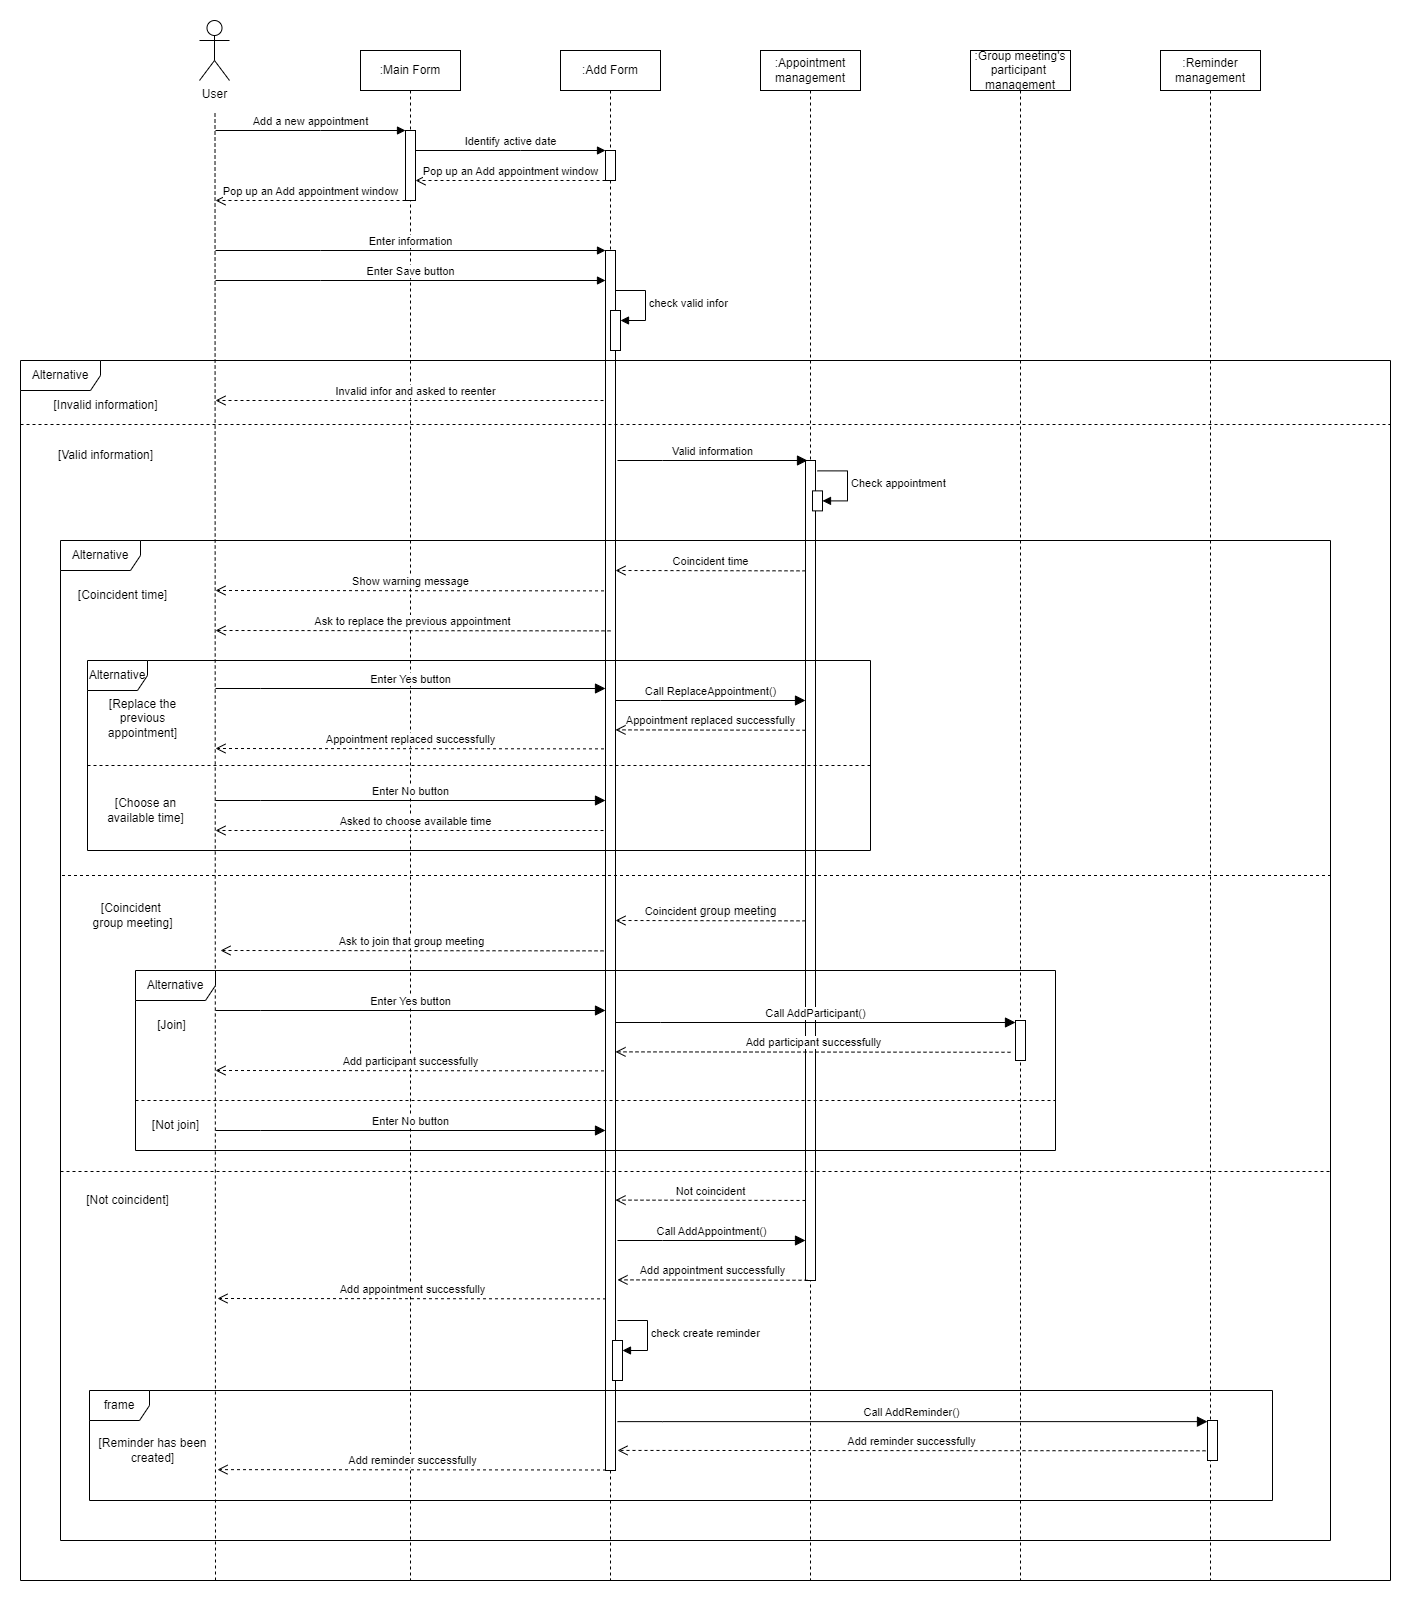 User
:Main Form
:Add Form
:Appointment
management
:Group meeting's
participant
management
:Reminder
management
Add a new appointment
Identify active date
Pop up an Add appointment window
Pop up an Add appointment window
Enter information
Enter Save button
check valid infor
Alternative
Invalid infor and asked to reenter
[Invalid information]
Valid information
[Valid information]
Check appointment
Alternative
Coincident time
Show warning message
[Coincident time]
Ask to replace the previous appointment
Alternative
Enter Yes button
Call ReplaceAppointment()
[Replace the
previous
appointment]
Appointment replaced successfully
Appointment replaced successfully
Enter No button
[Choose an
available time]
Asked to choose available time
[Coincident
group meeting]
Coincident group meeting
Ask to join that group meeting
Alternative
Enter Yes button
Call AddParticipant()
[Join]
Add participant successfully
Add participant successfully
Enter No button
[Not join]
Not coincident
[Not coincident]
Call AddAppointment()
Add appointment successfully
Add appointment successfully
check create reminder
frame
Call AddReminder()
[Reminder has been
created]
Add reminder successfully
Add reminder successfully